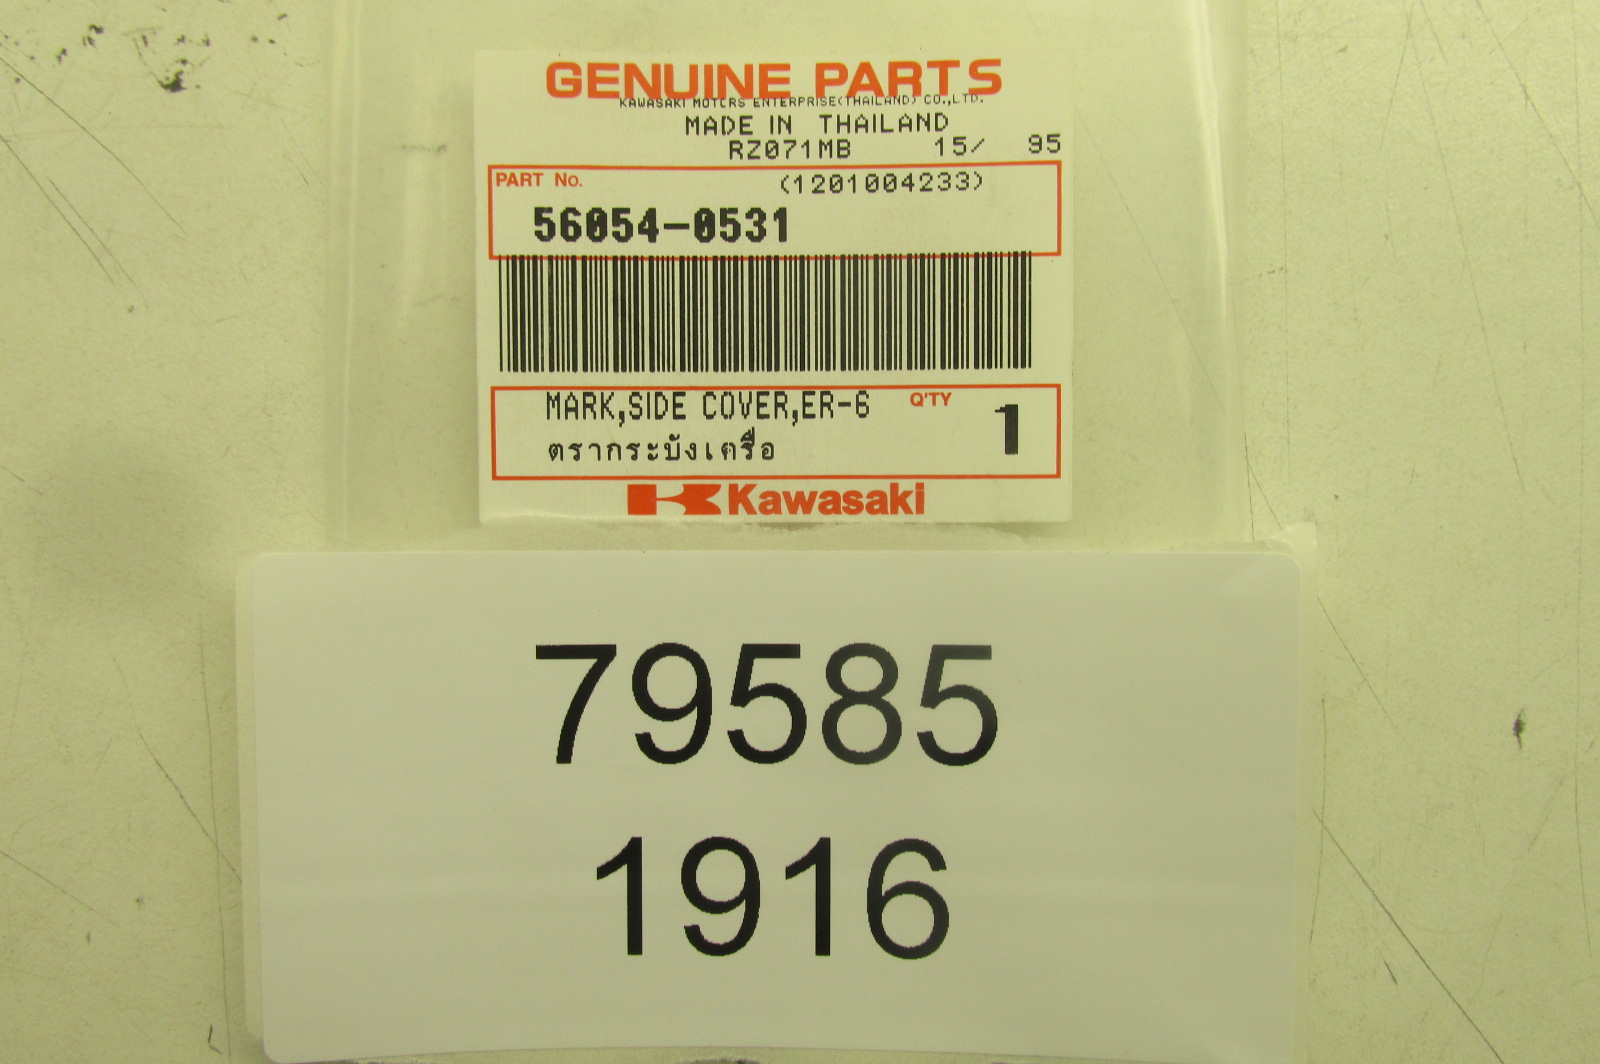 GENUINE PARTS
KAWASAKI MOTORS ENTERPRISE(THAILAND) CO.,LTD.
MADE IN THAILAND
RZ071MB 15/ 95
PART No. (1201004233)
56054-0531
MARK,SIDE COVER,ER-6 Q'TY 1
ตรากระบังเครื่อ
Kawasaki
79585
1916